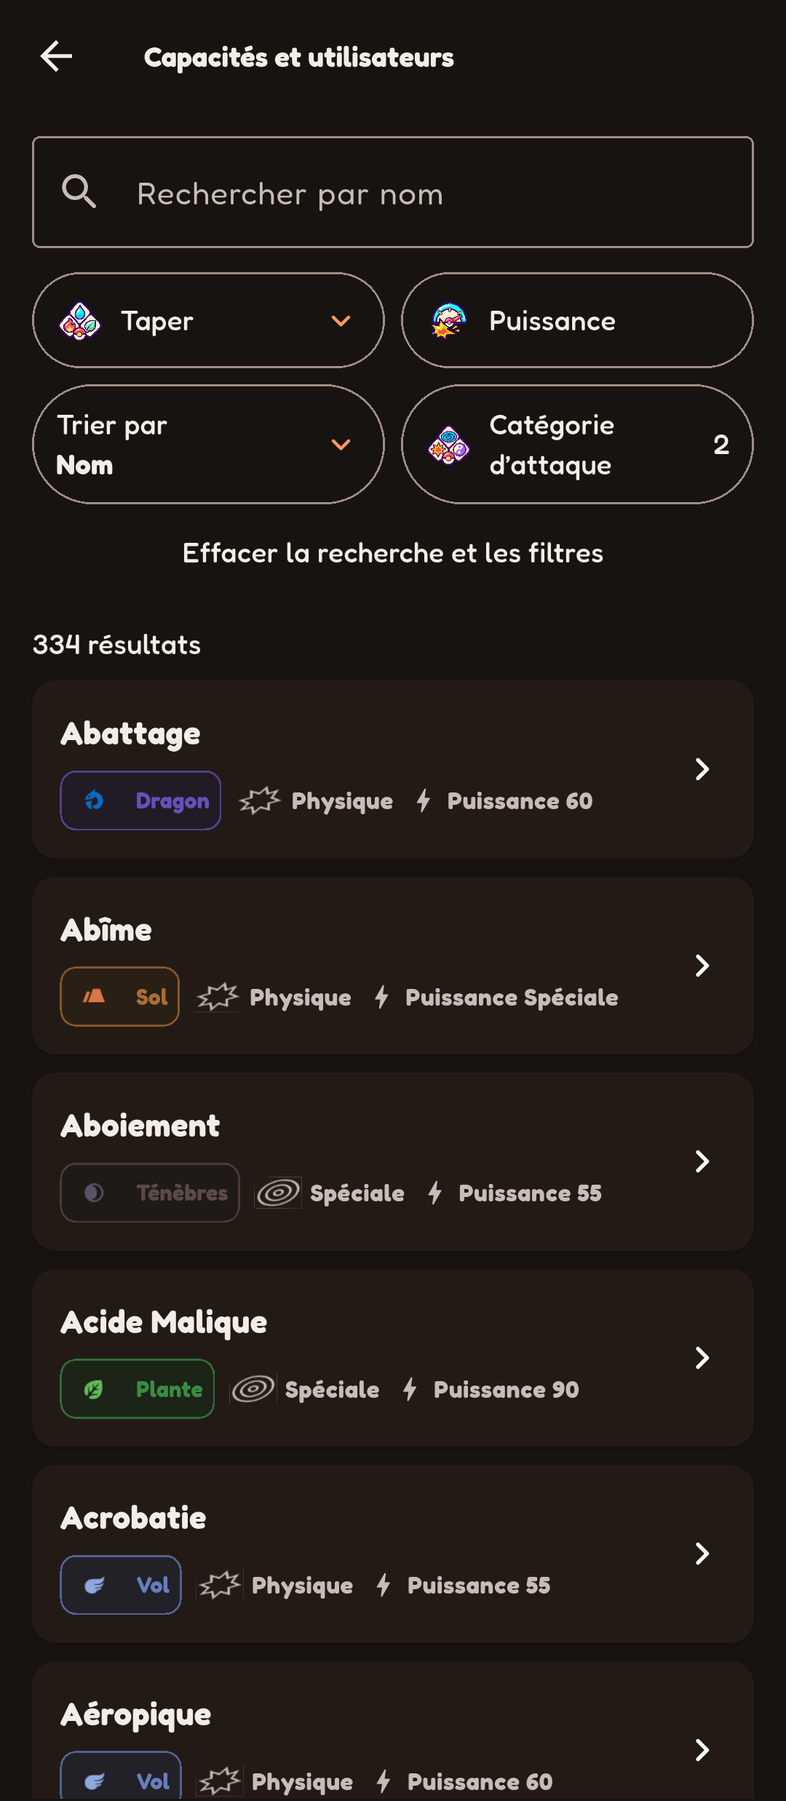 Capacités et utilisateurs
Rechercher par nom
Taper
Puissance
Trier par
Nom
Catégorie
d’attaque
2
Effacer la recherche et les filtres
334 résultats
Abattage
Dragon Physique Puissance 60
Abîme
Sol Physique Puissance Spéciale
Aboiement
Ténèbres Spéciale Puissance 55
Acide Malique
Plante Spéciale Puissance 90
Acrobatie
Vol Physique Puissance 55
Aéropique
Vol Physique Puissance 60